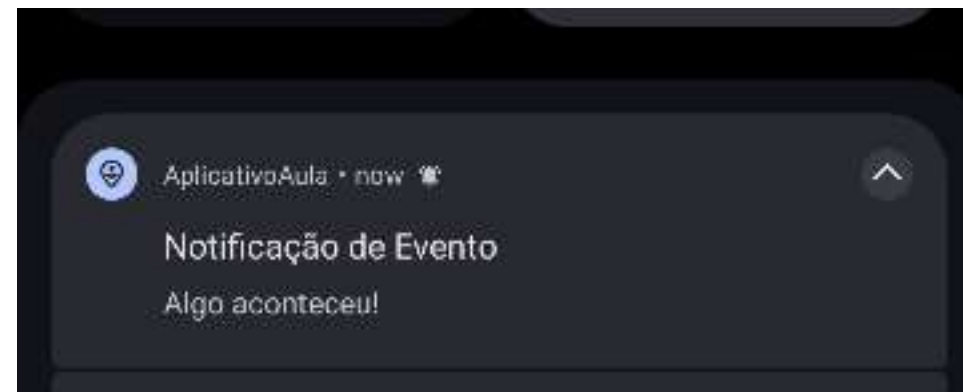 AplicativoAula • now
Notificação de Evento
Algo aconteceu!